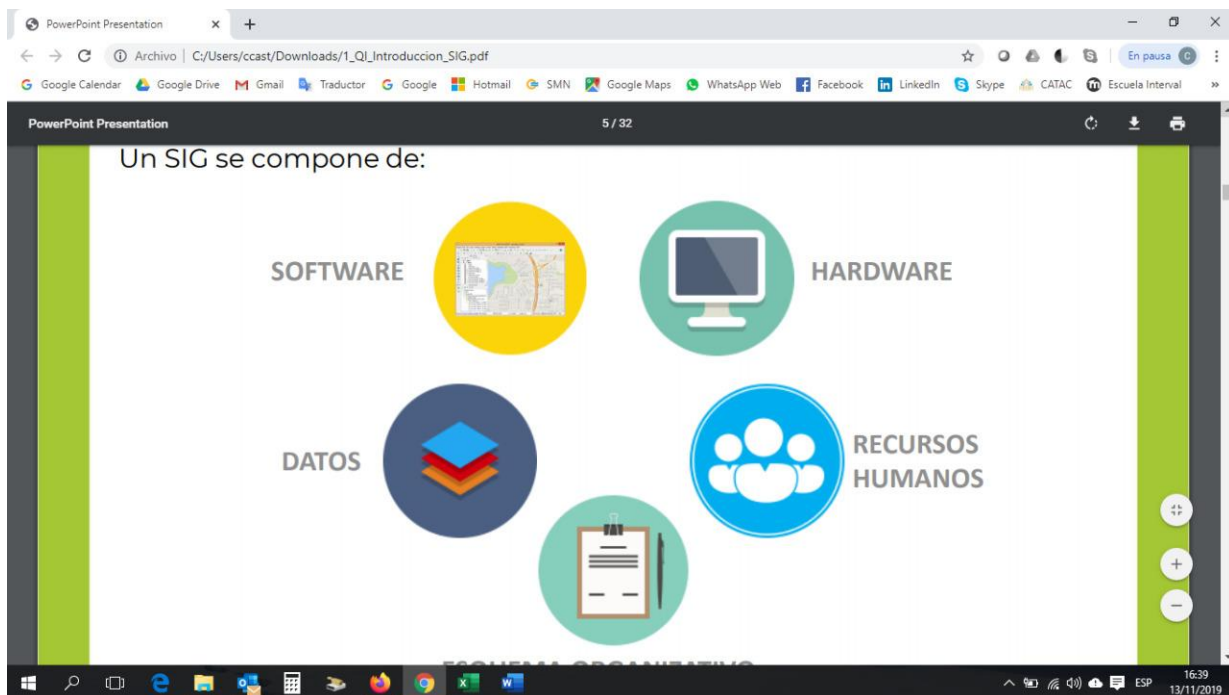 PowerPoint Presentation
Archivo | C:/Users/ccast/Downloads/1_QI_Introduccion_SIG.pdf
En pausa
C
Google Calendar
Google Drive
Gmail
Traductor
Google
Hotmail
SMN
Google Maps
WhatsApp Web
Facebook
LinkedIn
Skype
CATAC
Escuela Interval
»
PowerPoint Presentation
5 / 32
Un SIG se compone de:
SOFTWARE
HARDWARE
DATOS
RECURSOS
HUMANOS
ESQUEMA ORGANIZATIVO
ESP
16:39
13/11/2019